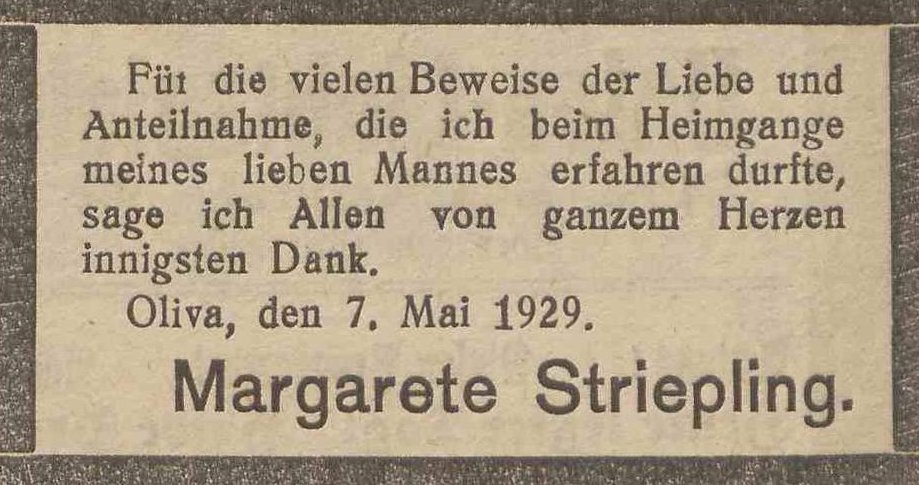 Für die vielen Beweise der Liebe und
Anteilnahme, die ich beim Heimgange
meines lieben Mannes erfahren durfte,
sage ich Allen von ganzem Herzen
innigsten Dank.
Oliva, den 7. Mai 1929.
Margarete Striepling.